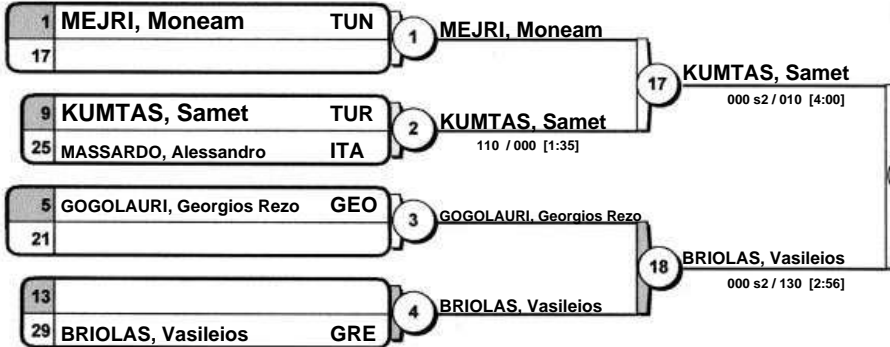 1 MEJRI, Moneam TUN
17
1
MEJRI, Moneam
9 KUMTAS, Samet TUR
25 MASSARDO, Alessandro ITA
2
KUMTAS, Samet
110 / 000 [1:35]
17
KUMTAS, Samet
000 s2 / 010 [4:00]
5 GOGOLAURI, Georgios Rezo GEO
21
3
GOGOLAURI, Georgios Rezo
13
29 BRIOLAS, Vasileios GRE
4
BRIOLAS, Vasileios
18
BRIOLAS, Vasileios
000 s2 / 130 [2:56]